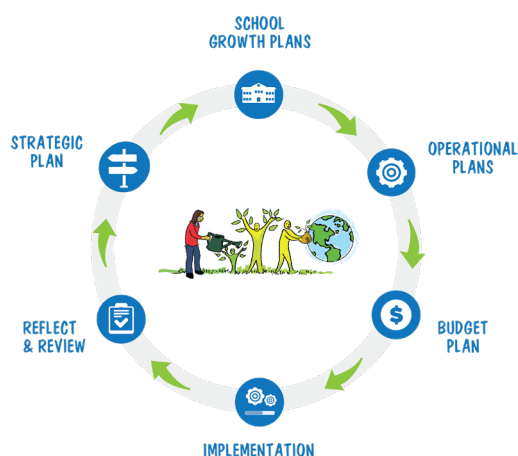 SCHOOL
GROWTH PLANS
OPERATIONAL
PLANS
BUDGET
PLAN
$
IMPLEMENTATION
REFLECT
& REVIEW
STRATEGIC
PLAN